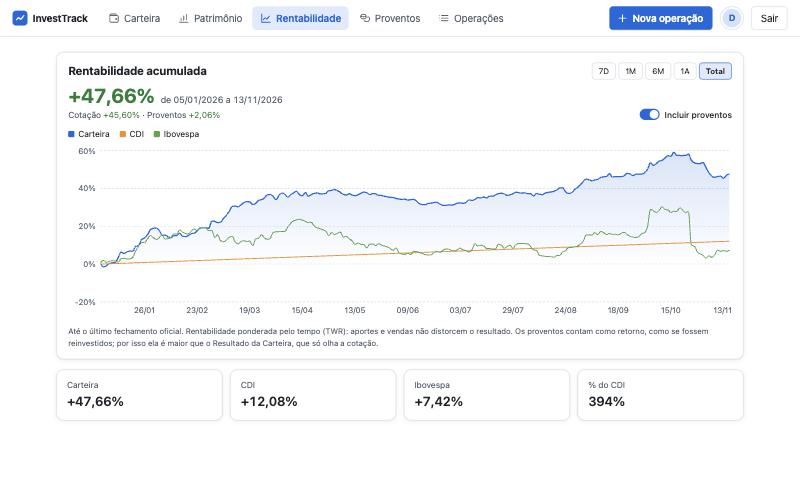 InvestTrack
Carteira
Patrimônio
Rentabilidade
Proventos
Operações
+ Nova operação
D
Sair
Rentabilidade acumulada
7D
1M
6M
1A
Total
+47,66% de 05/01/2026 a 13/11/2026
Cotação +45,60% · Proventos +2,06%
Incluir proventos
Carteira
CDI
Ibovespa
60%
40%
20%
0%
-20%
26/01
23/02
19/03
15/04
13/05
09/06
03/07
29/07
24/08
18/09
15/10
13/11
Até o último fechamento oficial. Rentabilidade ponderada pelo tempo (TWR): aportes e vendas não distorcem o resultado. Os proventos contam como retorno, como se fossem
reinvestidos; por isso ela é maior que o Resultado da Carteira, que só olha a cotação.
Carteira
+47,66%
CDI
+12,08%
Ibovespa
+7,42%
% do CDI
394%